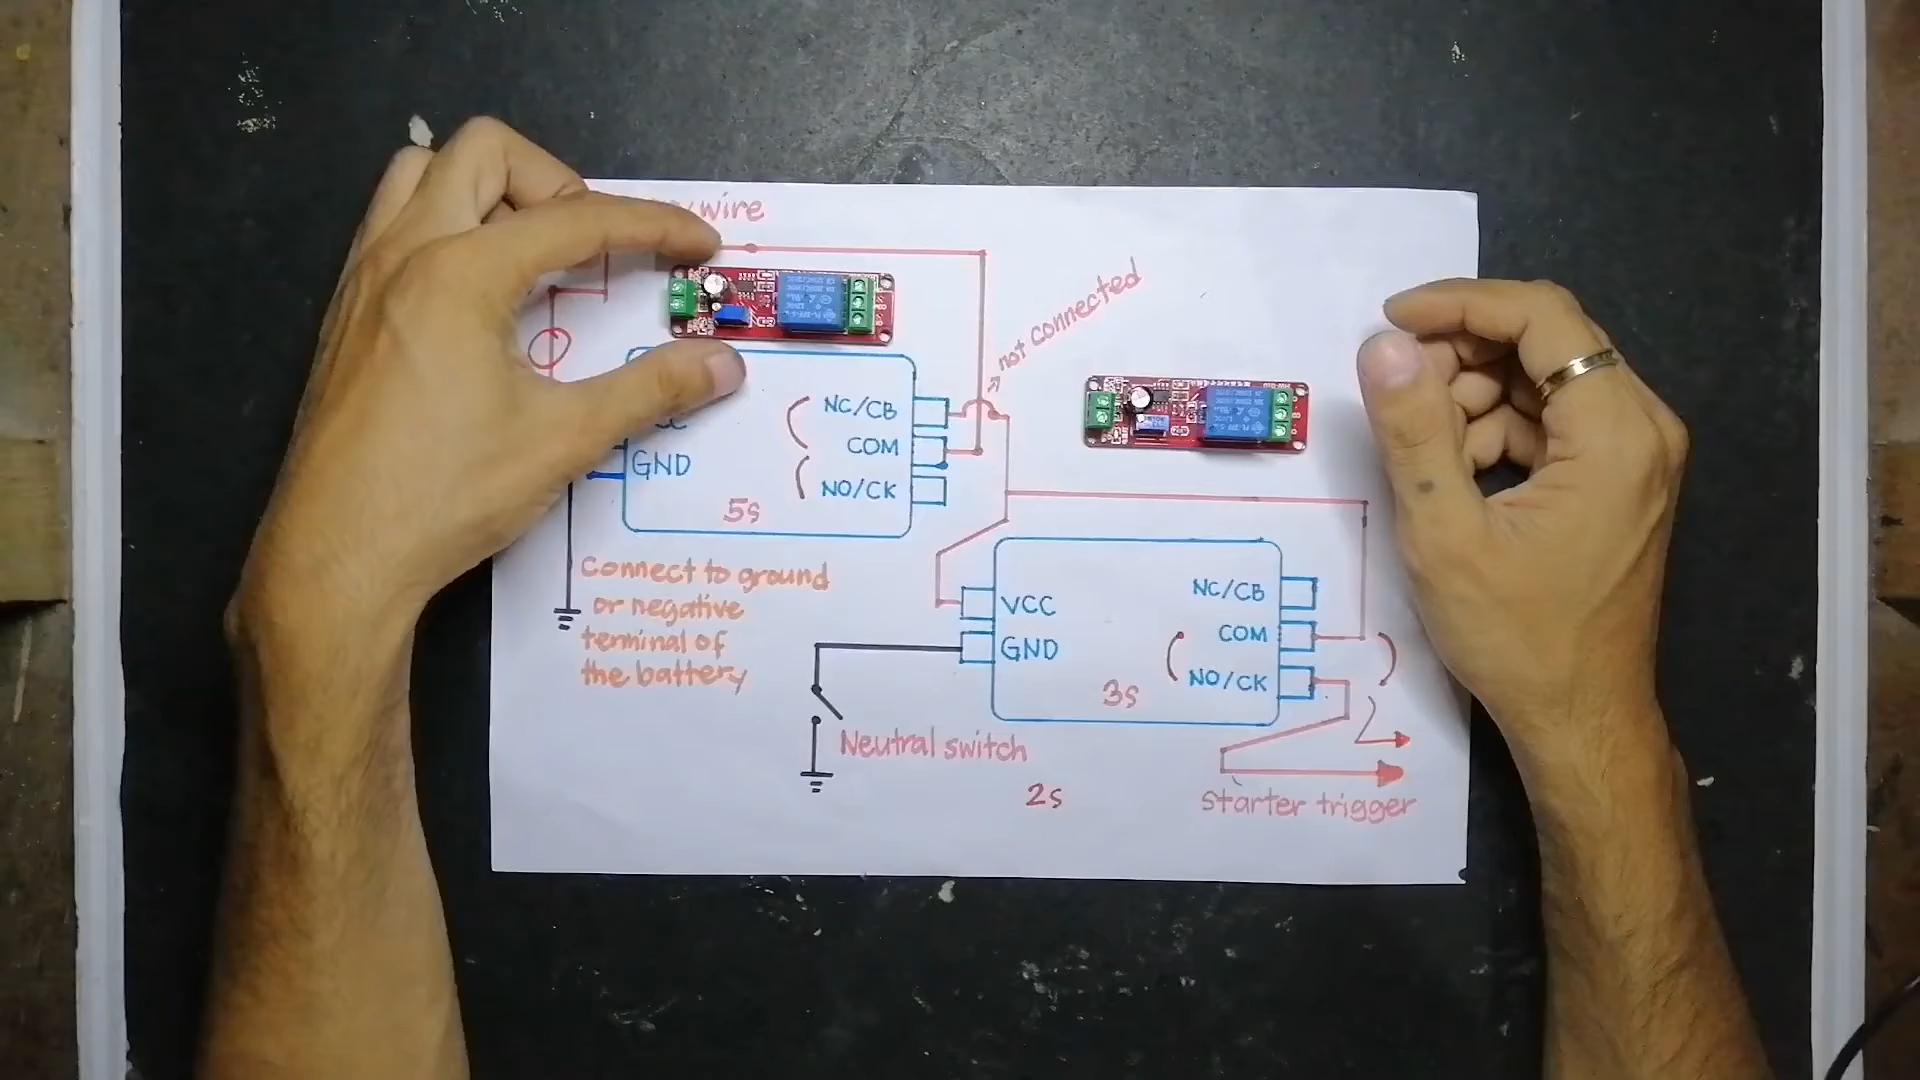 wire
not connected
NC/CB
COM
GND
NO/CK
5s
Connect to ground
or negative
terminal of
the battery
NC/CB
VCC
COM
GND
NO/CK
3s
Neutral switch
2s
Starter trigger